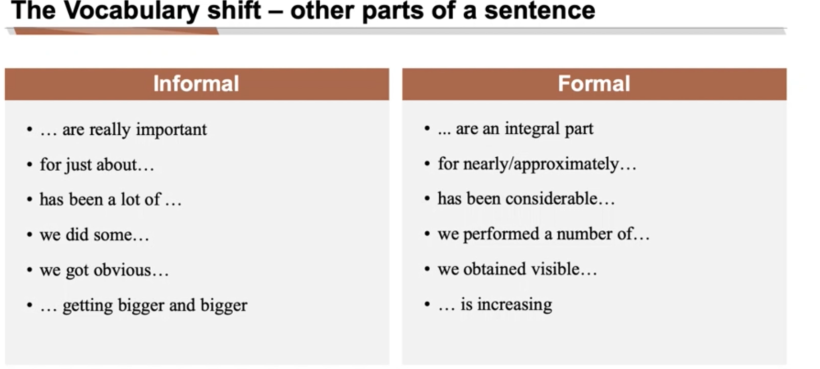 The Vocabulary shift – other parts of a sentence
Informal
• … are really important
• for just about…
• has been a lot of …
• we did some…
• we got obvious…
• … getting bigger and bigger
Formal
• ... are an integral part
• for nearly/approximately…
• has been considerable…
• we performed a number of…
• we obtained visible…
• … is increasing